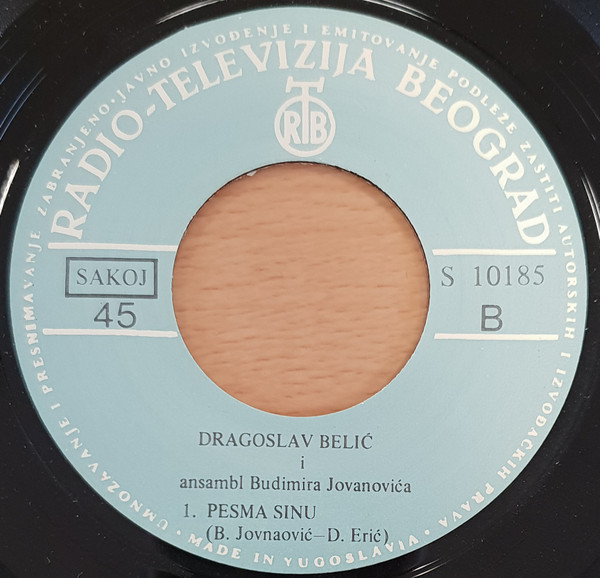 UMNOŽAVANJE I PRESNIMAVANJE ZABRANJENO • JAVNO IZVOĐENJE I EMITOVANJE PODLEŽE ZAŠTITI AUTORSKIH I IZVOĐAČKIH PRAVA •
RADIO-TELEVIZIJA BEOGRAD
RTB
SAKOJ
45
S 10185
B
DRAGOSLAV BELIĆ
i
ansambl Budimira Jovanovića
1. PESMA SINU
(B. Jovnaović–D. Erić)
• MADE IN YUGOSLAVIA •